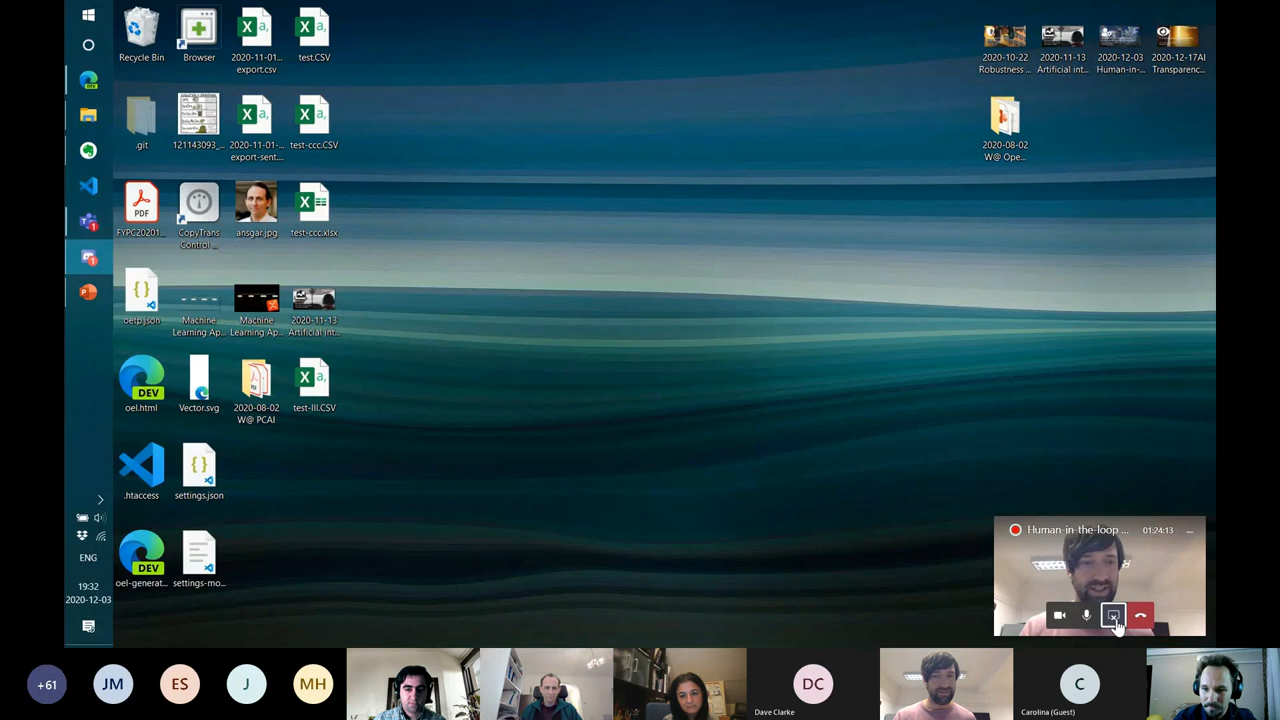 Recycle Bin
Browser
2020-11-01...
export.csv
test.CSV
2020-10-22
Robustness ...
2020-11-13
Artificial int...
2020-12-03
Human-in-...
2020-12-17AI
Transparenc...
.git
121143093_...
2020-11-01-...
export-sent....
test-ccc.CSV
2020-08-02
W@ Ope...
PDF
FYPC20201...
CopyTrans
Control ...
ansgar.jpg
test-ccc.xlsx
oetp.json
Machine
Learning Ap...
Machine
Learning Ap...
2020-11-13
Artificial int...
DEV
oel.html
Vector.svg
2020-08-02
W@ PCAI
test-III.CSV
.htaccess
settings.json
DEV
oel-generat...
settings-mo...
ENG
19:32
2020-12-03
Human-in-the-loop ...
01:24:13
+61
JM
ES
J
MH
DC
Dave Clarke
C
Carolina (Guest)